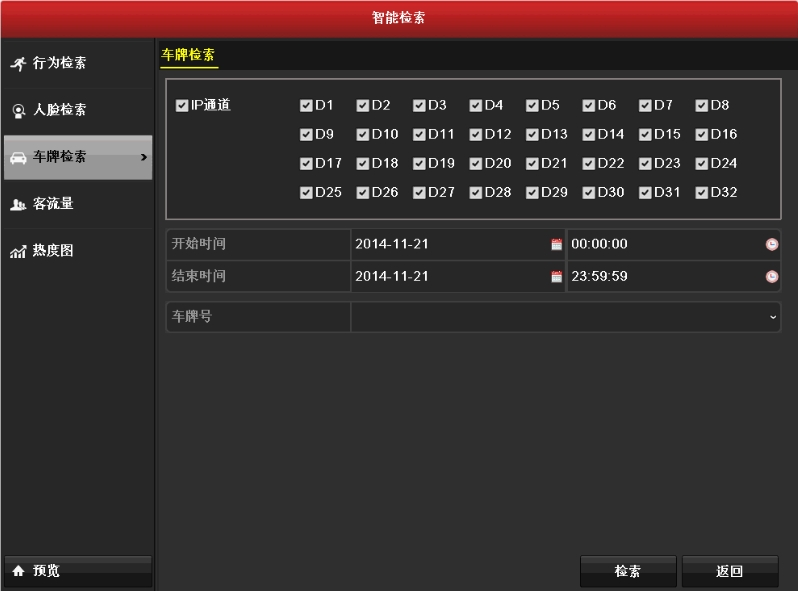 智能检索
行为检索
人脸检索
车牌检索
客流量
热度图
预览
车牌检索
IP通道 D1 D2 D3 D4 D5 D6 D7 D8
D9 D10 D11 D12 D13 D14 D15 D16
D17 D18 D19 D20 D21 D22 D23 D24
D25 D26 D27 D28 D29 D30 D31 D32
开始时间 2014-11-21 00:00:00
结束时间 2014-11-21 23:59:59
车牌号
检索 返回